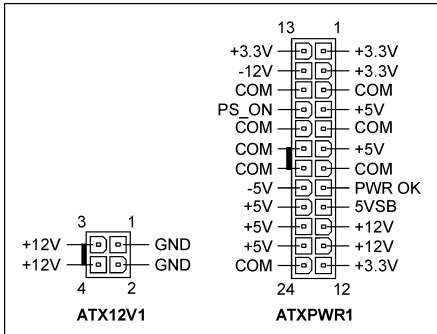 13 1
+3.3V +3.3V
-12V +3.3V
COM COM
PS_ON +5V
COM COM
COM +5V
COM COM
-5V PWR OK
+5V 5VSB
+5V +12V
+5V +12V
COM +3.3V
24 12
ATXPWR1
3 1
+12V GND
+12V GND
4 2
ATX12V1